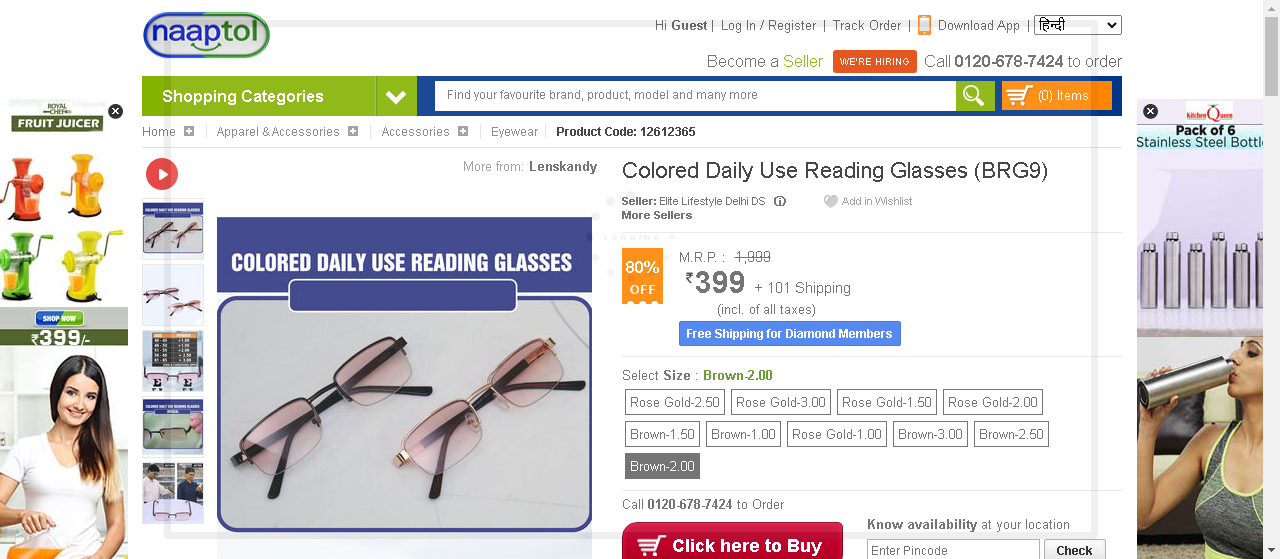 naaptol
Hi Guest | Log In / Register | Track Order | Download App | हिन्दी
Become a Seller WE'RE HIRING Call 0120-678-7424 to order
Shopping Categories
Find your favourite brand, product, model and many more
(0) Items
Home Apparel & Accessories Accessories Eyewear Product Code: 12612365
ROYAL CHEF
FRUIT JUICER
SHOP NOW
₹399/-
Kitchen Queen
Pack of 6
Stainless Steel Bottl
More from: Lenskandy
COLORED DAILY USE READING GLASSES
COLORED DAILY USE READING GLASSES
Colored Daily Use Reading Glasses (BRG9)
Seller: Elite Lifestyle Delhi DS
Add in Wishlist
More Sellers
LOADING
80%
OFF
M.R.P. : 1,999
₹399 + 101 Shipping
(incl. of all taxes)
Free Shipping for Diamond Members
Select Size : Brown-2.00
Rose Gold-2.50 Rose Gold-3.00 Rose Gold-1.50 Rose Gold-2.00
Brown-1.50 Brown-1.00 Rose Gold-1.00 Brown-3.00 Brown-2.50
Brown-2.00
Call 0120-678-7424 to Order
Click here to Buy
Know availability at your location
Enter Pincode
Check